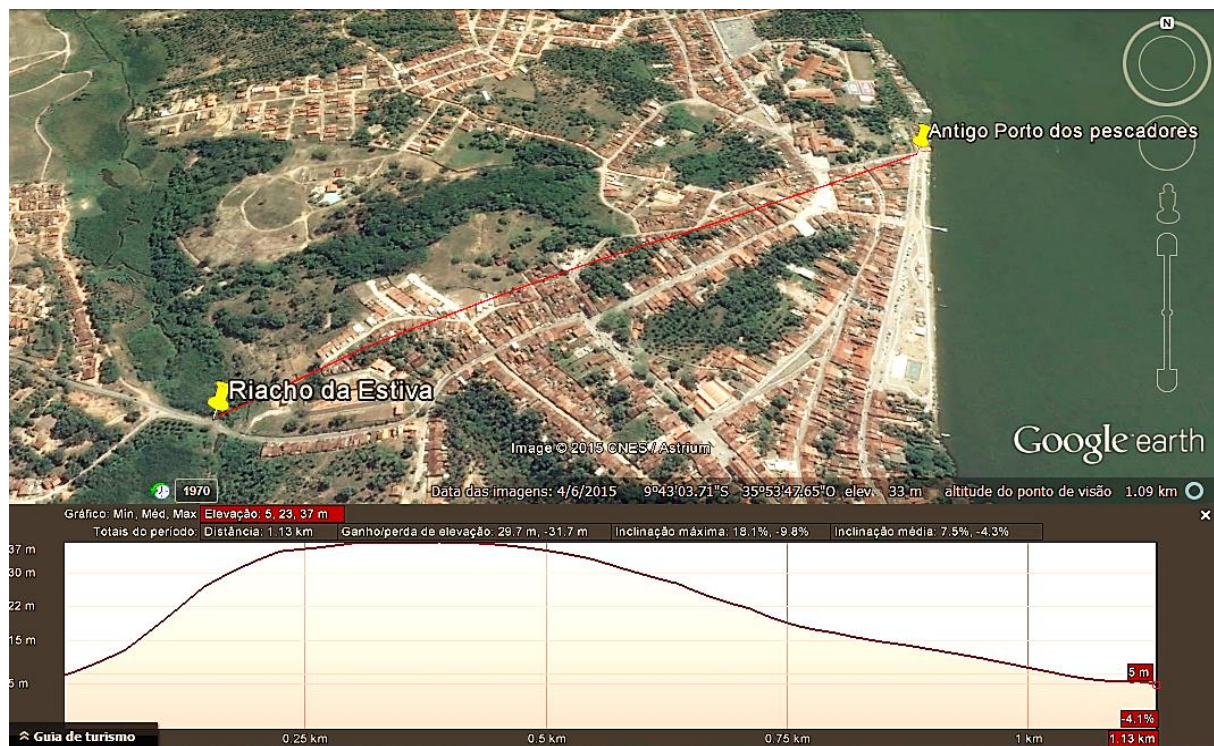 N
Antigo Porto dos pescadores
Riacho da Estiva
Image © 2015 CNES / Astrium
Google earth
1970
Data das imagens: 4/6/2015 9°43'03.71"S 35°53'47.65"O elev. 33 m altitude do ponto de visão 1.09 km
Gráfico: Min, Méd, Max Elevação: 5, 23, 37 m
Totais do período: Distância: 1.13 km Ganho/perda de elevação: 29.7 m, -31.7 m Inclinação máxima: 18.1%, -9.8% Inclinação média: 7.5%, -4.3%
37 m
30 m
22 m
15 m
5 m
5 m
-4.1%
Guia de turismo 0.25 km 0.5 km 0.75 km 1 km 1.13 km